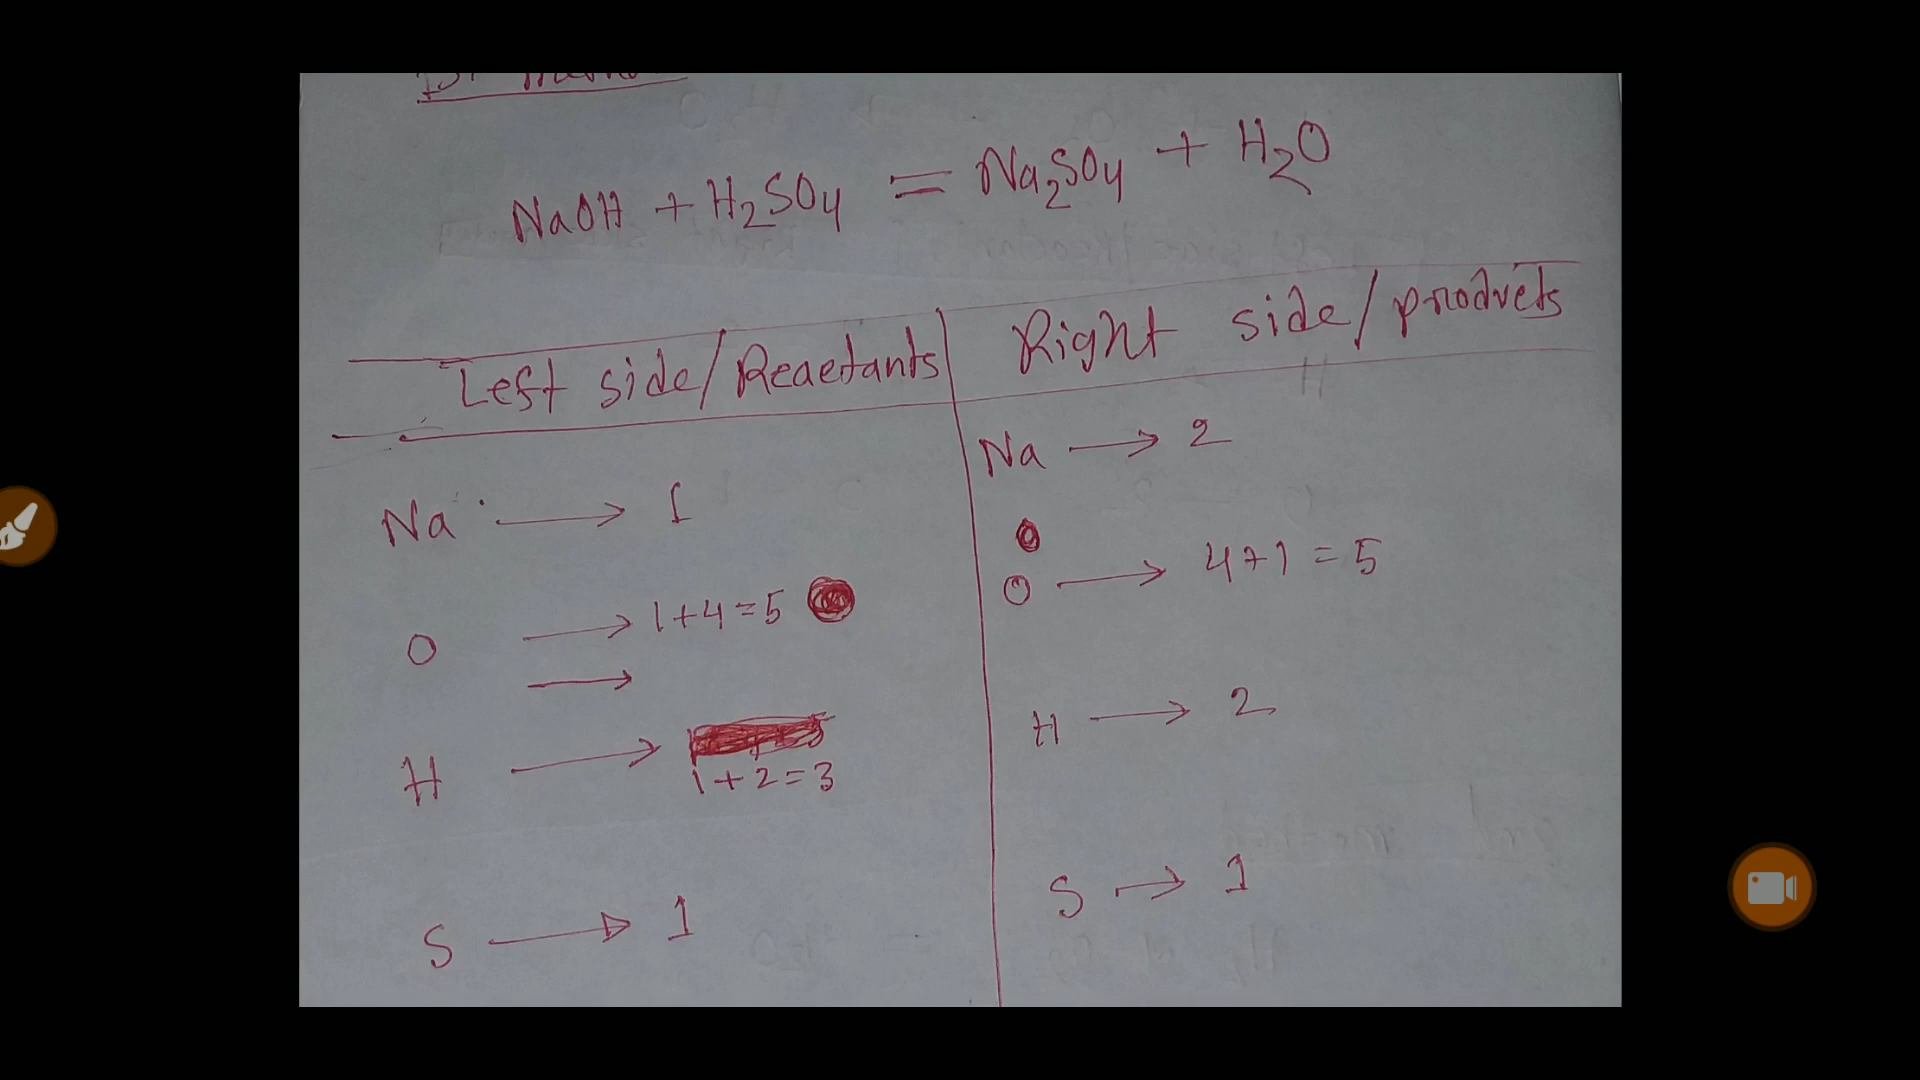 NaOH + H2SO4 = Na2SO4 + H2O
Left side/Reactants
Right side/products
Na → 1
O → 1+4=5
→
H → 1+2=3
S → 1
Na → 2
O → 4+1=5
H → 2
S → 1